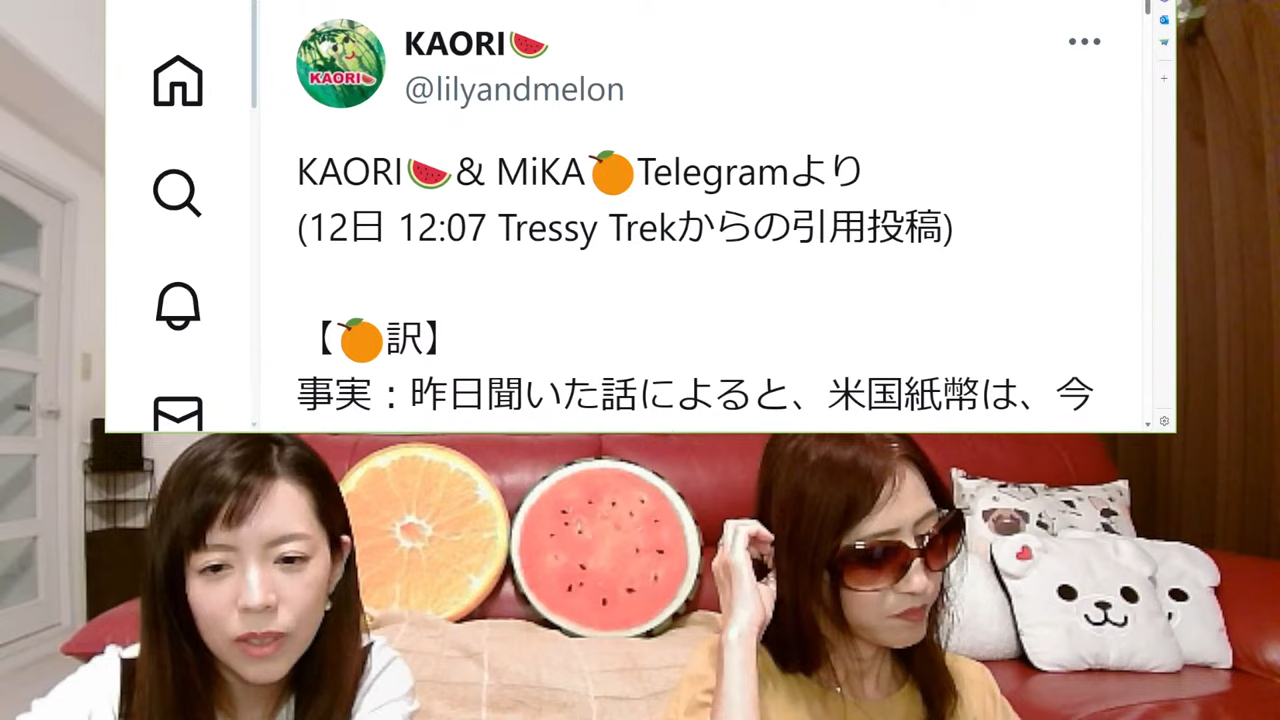 KAORI🍉
KAORI🍉
@lilyandmelon
KAORI🍉& MiKA🍊Telegramより
(12日 12:07 Tressy Trekからの引用投稿)
【🍊訳】
事実：昨日聞いた話によると、米国紙幣は、今